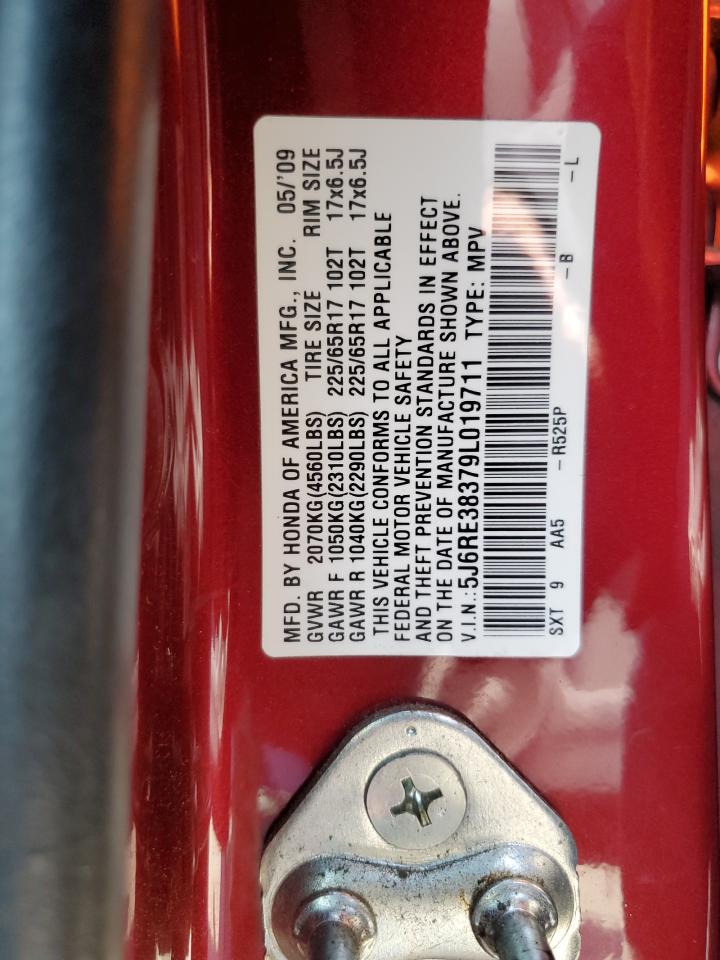 MFD. BY HONDA OF AMERICA MFG., INC. 05/'09
GVWR 2070KG(4560LBS) TIRE SIZE RIM SIZE
GAWR F 1050KG(2310LBS) 225/65R17 102T 17x6.5J
GAWR R 1040KG(2290LBS) 225/65R17 102T 17x6.5J
THIS VEHICLE CONFORMS TO ALL APPLICABLE
FEDERAL MOTOR VEHICLE SAFETY
AND THEFT PREVENTION STANDARDS IN EFFECT
ON THE DATE OF MANUFACTURE SHOWN ABOVE.
V.I.N.: 5J6RE38379L019711 TYPE: MPV
SXT 9 AA5 -R525P -B -L